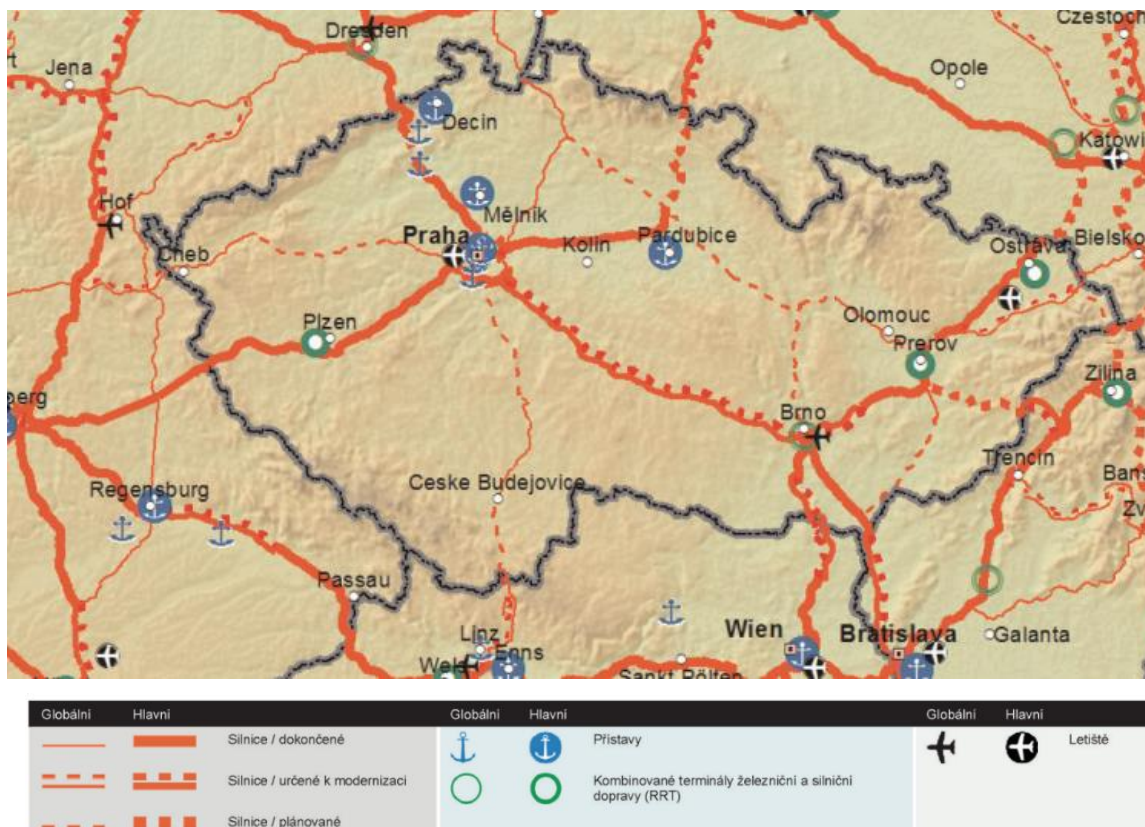 Dresden
Czestoch
Jena
Opole
Decin
Katowi
Hof
Mělník
Praha
Kolin
Pardubice
Ostrava
Bielsko
Cheb
Plzen
Olomouc
Prerov
Zilina
berg
Brno
Trencin
Ceske Budejovice
Bans
Regensburg
Zv
Passau
Linz
Wien
Bratislava
Galanta
Enns
Wels
Sankt Pölten
Globální Hlavní Globální Hlavní Globální Hlavní
Silnice / dokončené Přístavy Letiště
Silnice / určené k modernizaci Kombinované terminály železniční a silniční
dopravy (RRT)
Silnice / plánované